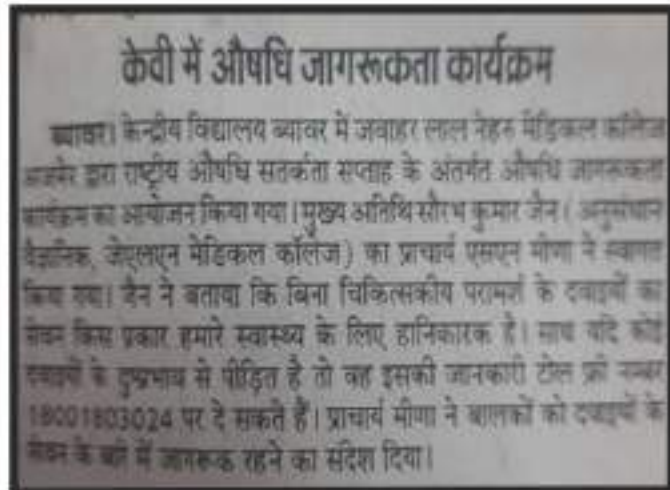 केवी में औषधि जागरूकता कार्यक्रम
ब्यावर। केन्द्रीय विद्यालय ब्यावर में जवाहर लाल नेहरू मेडिकल कॉलेज
अजमेर द्वारा राष्ट्रीय औषधि सतर्कता सप्ताह के अंतर्गत औषधि जागरूकता
कार्यक्रम का आयोजन किया गया। मुख्य अतिथि सौरभ कुमार जैन ( अनुसंधान
वैज्ञानिक, जेएलएन मेडिकल कॉलेज) का प्राचार्य एसएन मीणा ने स्वागत
किया गया। जैन ने बताया कि बिना चिकित्सकीय परामर्श के दवाइयों का
सेवन किस प्रकार हमारे स्वास्थ्य के लिए हानिकारक है। साथ यदि कोई
दवाइयों के दुष्प्रभाव से पीड़ित है तो वह इसकी जानकारी टोल फ्री नम्बर
18001803024 पर दे सकते हैं। प्राचार्य मीणा ने बालकों को दवाइयों के
सेवन के बारे में जागरूक रहने का संदेश दिया।